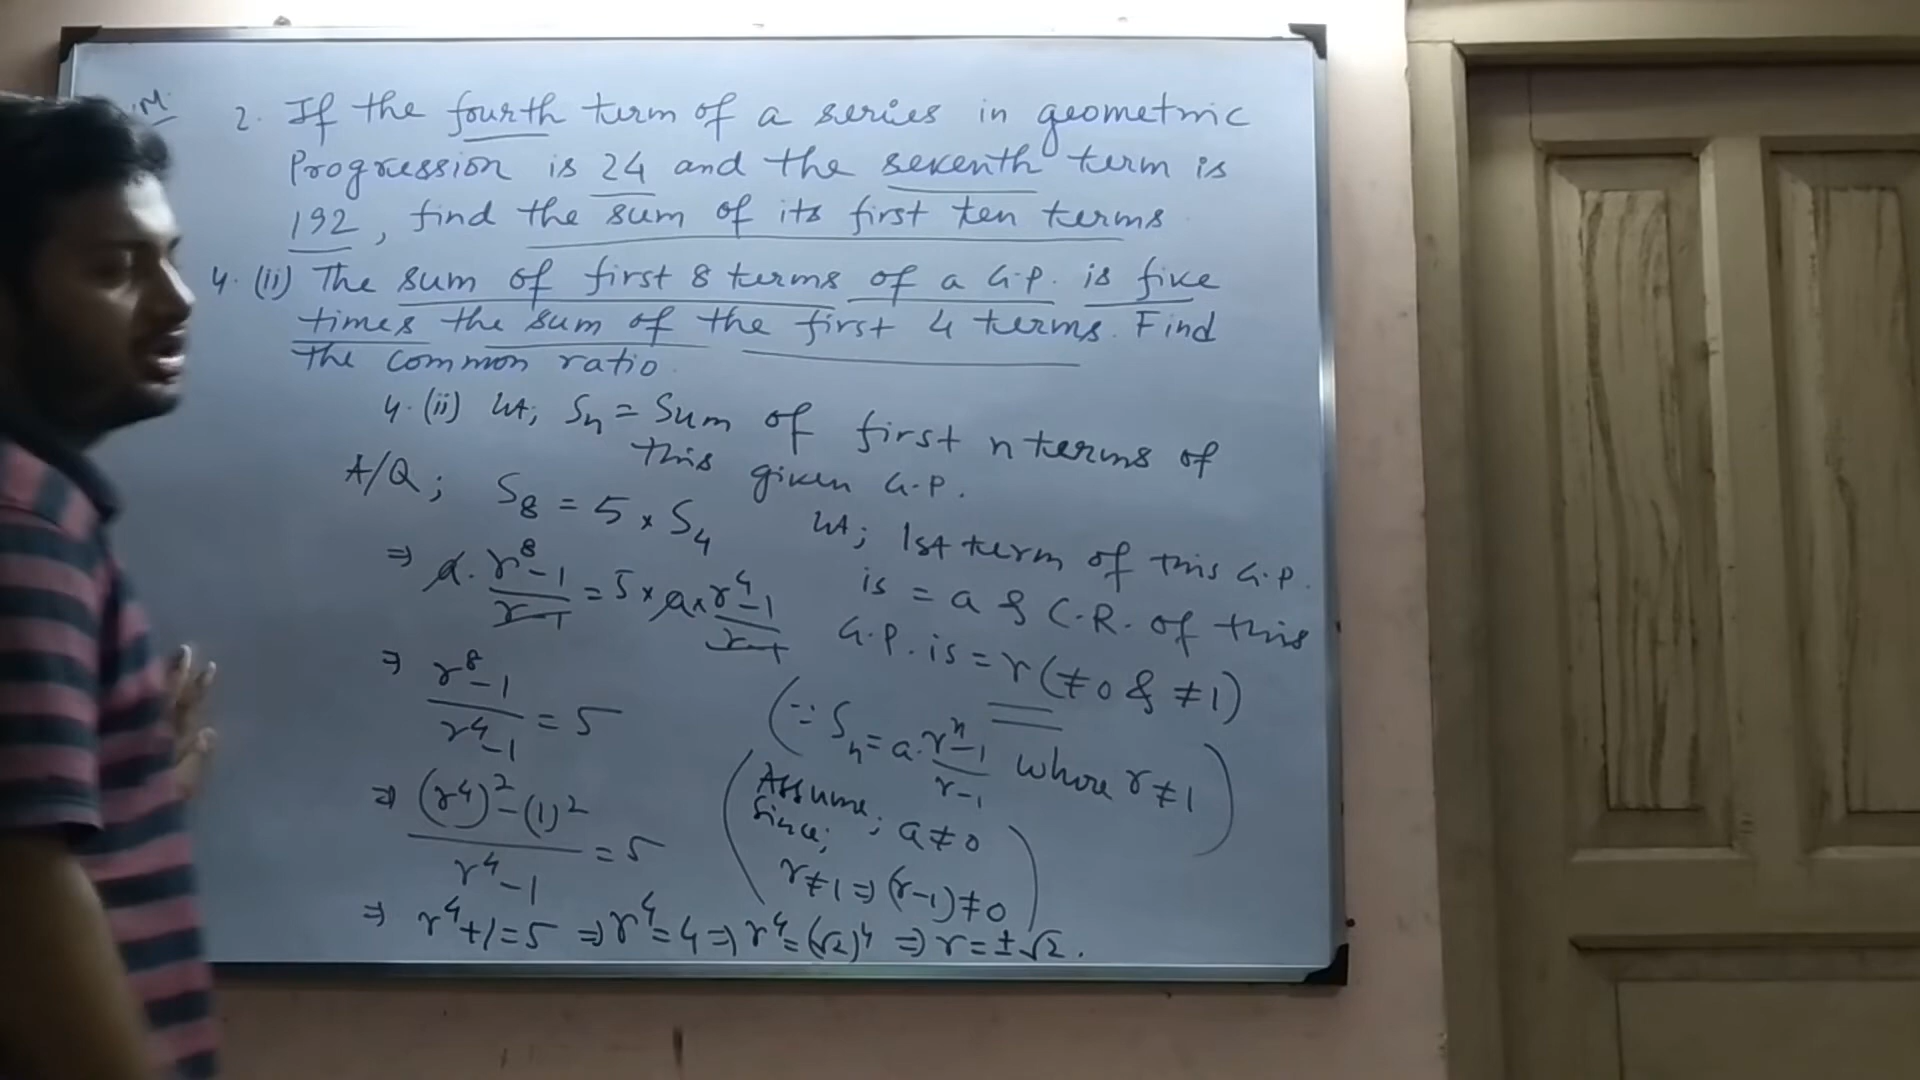 .M.
2. If the fourth term of a series in geometric
Progression is 24 and the seventh term is
192, find the sum of its first ten terms
4. (ii) The sum of first 8 terms of a G.P. is five
times the sum of the first 4 terms. Find
the common ratio.
4. (ii) Let; Sn = Sum of first n terms of
this given G.P.
A/Q; S8 = 5 × S4
Let; 1st term of this G.P.
is = a & C.R. of this
G.P. is = r (≠0 & ≠1)
⇒ a. r^8-1/r-1 = 5 × a × r^4-1/r-1
⇒ r^8-1/r^4-1 = 5
(∵ Sn = a. r^n-1/r-1 where r≠1)
⇒ (r^4)^2-(1)^2/r^4-1 = 5
(Assume; a≠0
Since;
r≠1 ⇒ (r-1)≠0)
⇒ r^4+1=5 ⇒ r^4=4 ⇒ r^4=(√2)^4 ⇒ r=±√2.